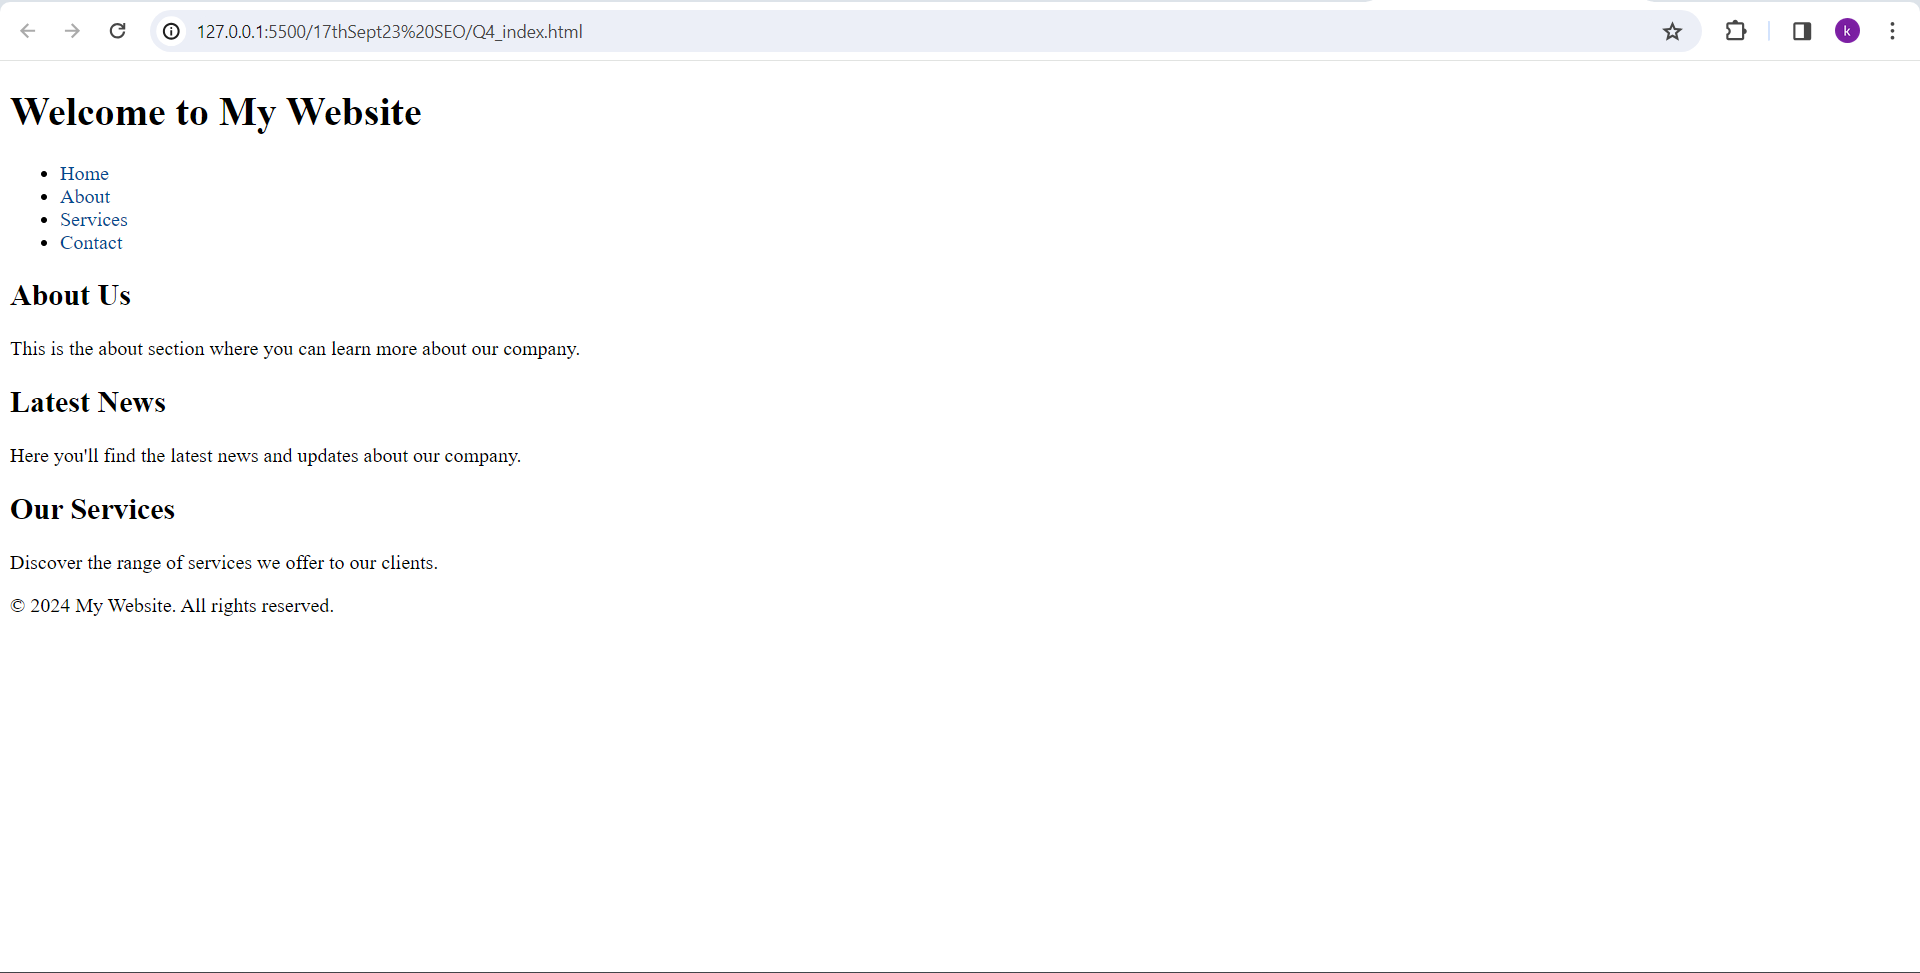 127.0.0.1:5500/17thSept23%20SEO/Q4_index.html
k
Welcome to My Website
Home
About
Services
Contact
About Us
This is the about section where you can learn more about our company.
Latest News
Here you'll find the latest news and updates about our company.
Our Services
Discover the range of services we offer to our clients.
© 2024 My Website. All rights reserved.